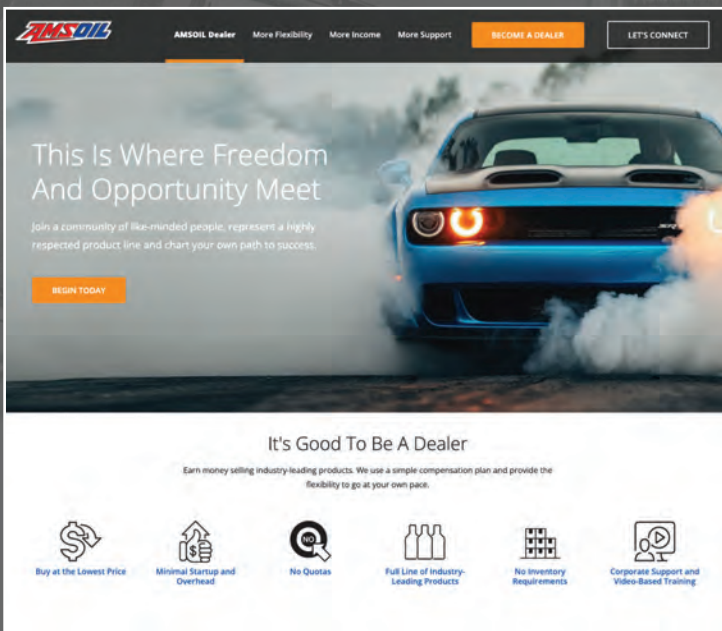 AMSOIL
AMSOIL Dealer More Flexibility More Income More Support BECOME A DEALER LET'S CONNECT
This Is Where Freedom
And Opportunity Meet
Join a community of like-minded people, represent a highly
respected product line and chart your own path to success.
BEGIN TODAY
It's Good To Be A Dealer
Earn money selling industry-leading products. We use a simple compensation plan and provide the
flexibility to go at your own pace.
NO
Buy at the Lowest Price
Minimal Startup and
Overhead
No Quotas
Full Line of Industry-
Leading Products
No Inventory
Requirements
Corporate Support and
Video-Based Training